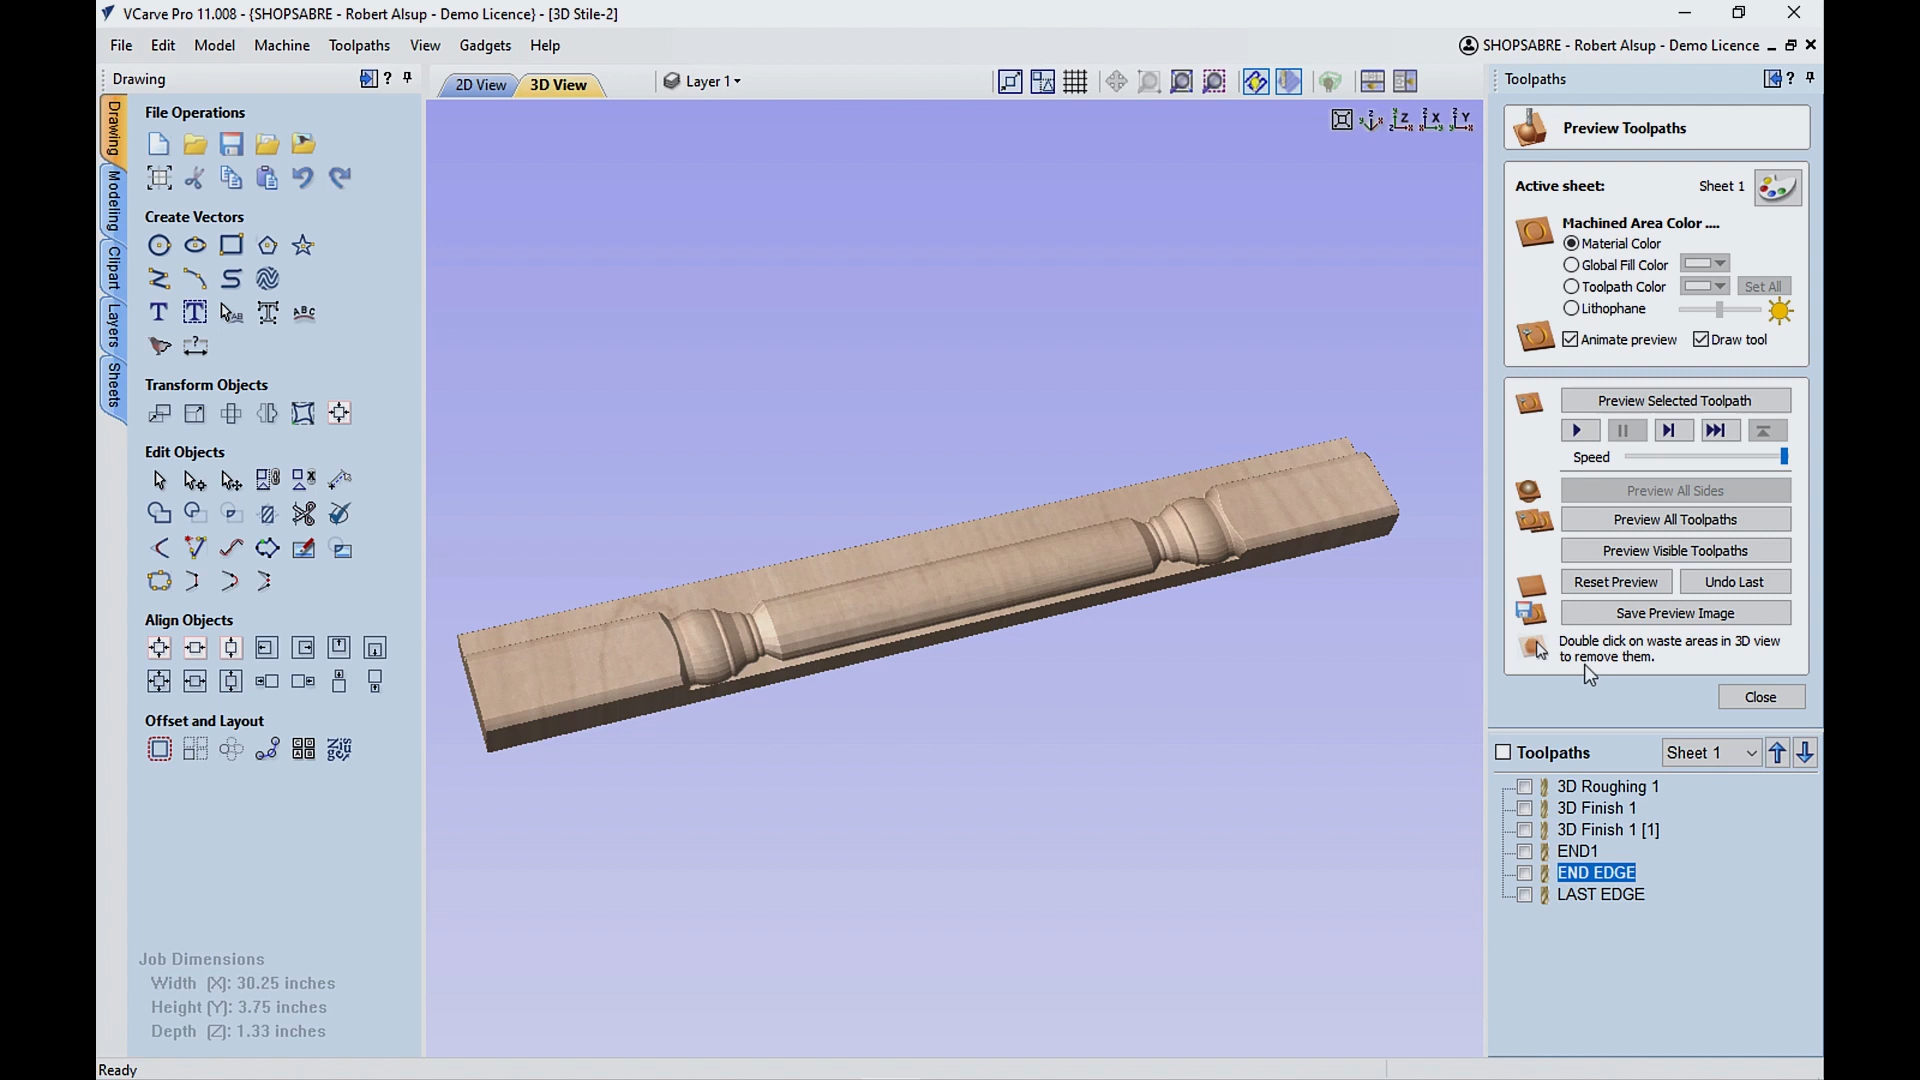 VCarve Pro 11.008 - {SHOPSABRE - Robert Alsup - Demo Licence} - [3D Stile-2]
File Edit Model Machine Toolpaths View Gadgets Help
SHOPSABRE - Robert Alsup - Demo Licence
Drawing
2D View
3D View
Layer 1
Toolpaths
Drawing
Modeling
Clipart
Layers
Sheets
File Operations
Create Vectors
Transform Objects
Edit Objects
Align Objects
Offset and Layout
Job Dimensions
Width (X): 30.25 inches
Height (Y): 3.75 inches
Depth (Z): 1.33 inches
Ready
Preview Toolpaths
Active sheet: Sheet 1
Machined Area Color ....
Material Color
Global Fill Color
Toolpath Color Set All
Lithophane
Animate preview Draw tool
Preview Selected Toolpath
Speed
Preview All Sides
Preview All Toolpaths
Preview Visible Toolpaths
Reset Preview Undo Last
Save Preview Image
Double click on waste areas in 3D view
to remove them.
Close
Toolpaths Sheet 1
3D Roughing 1
3D Finish 1
3D Finish 1 [1]
END1
END EDGE
LAST EDGE